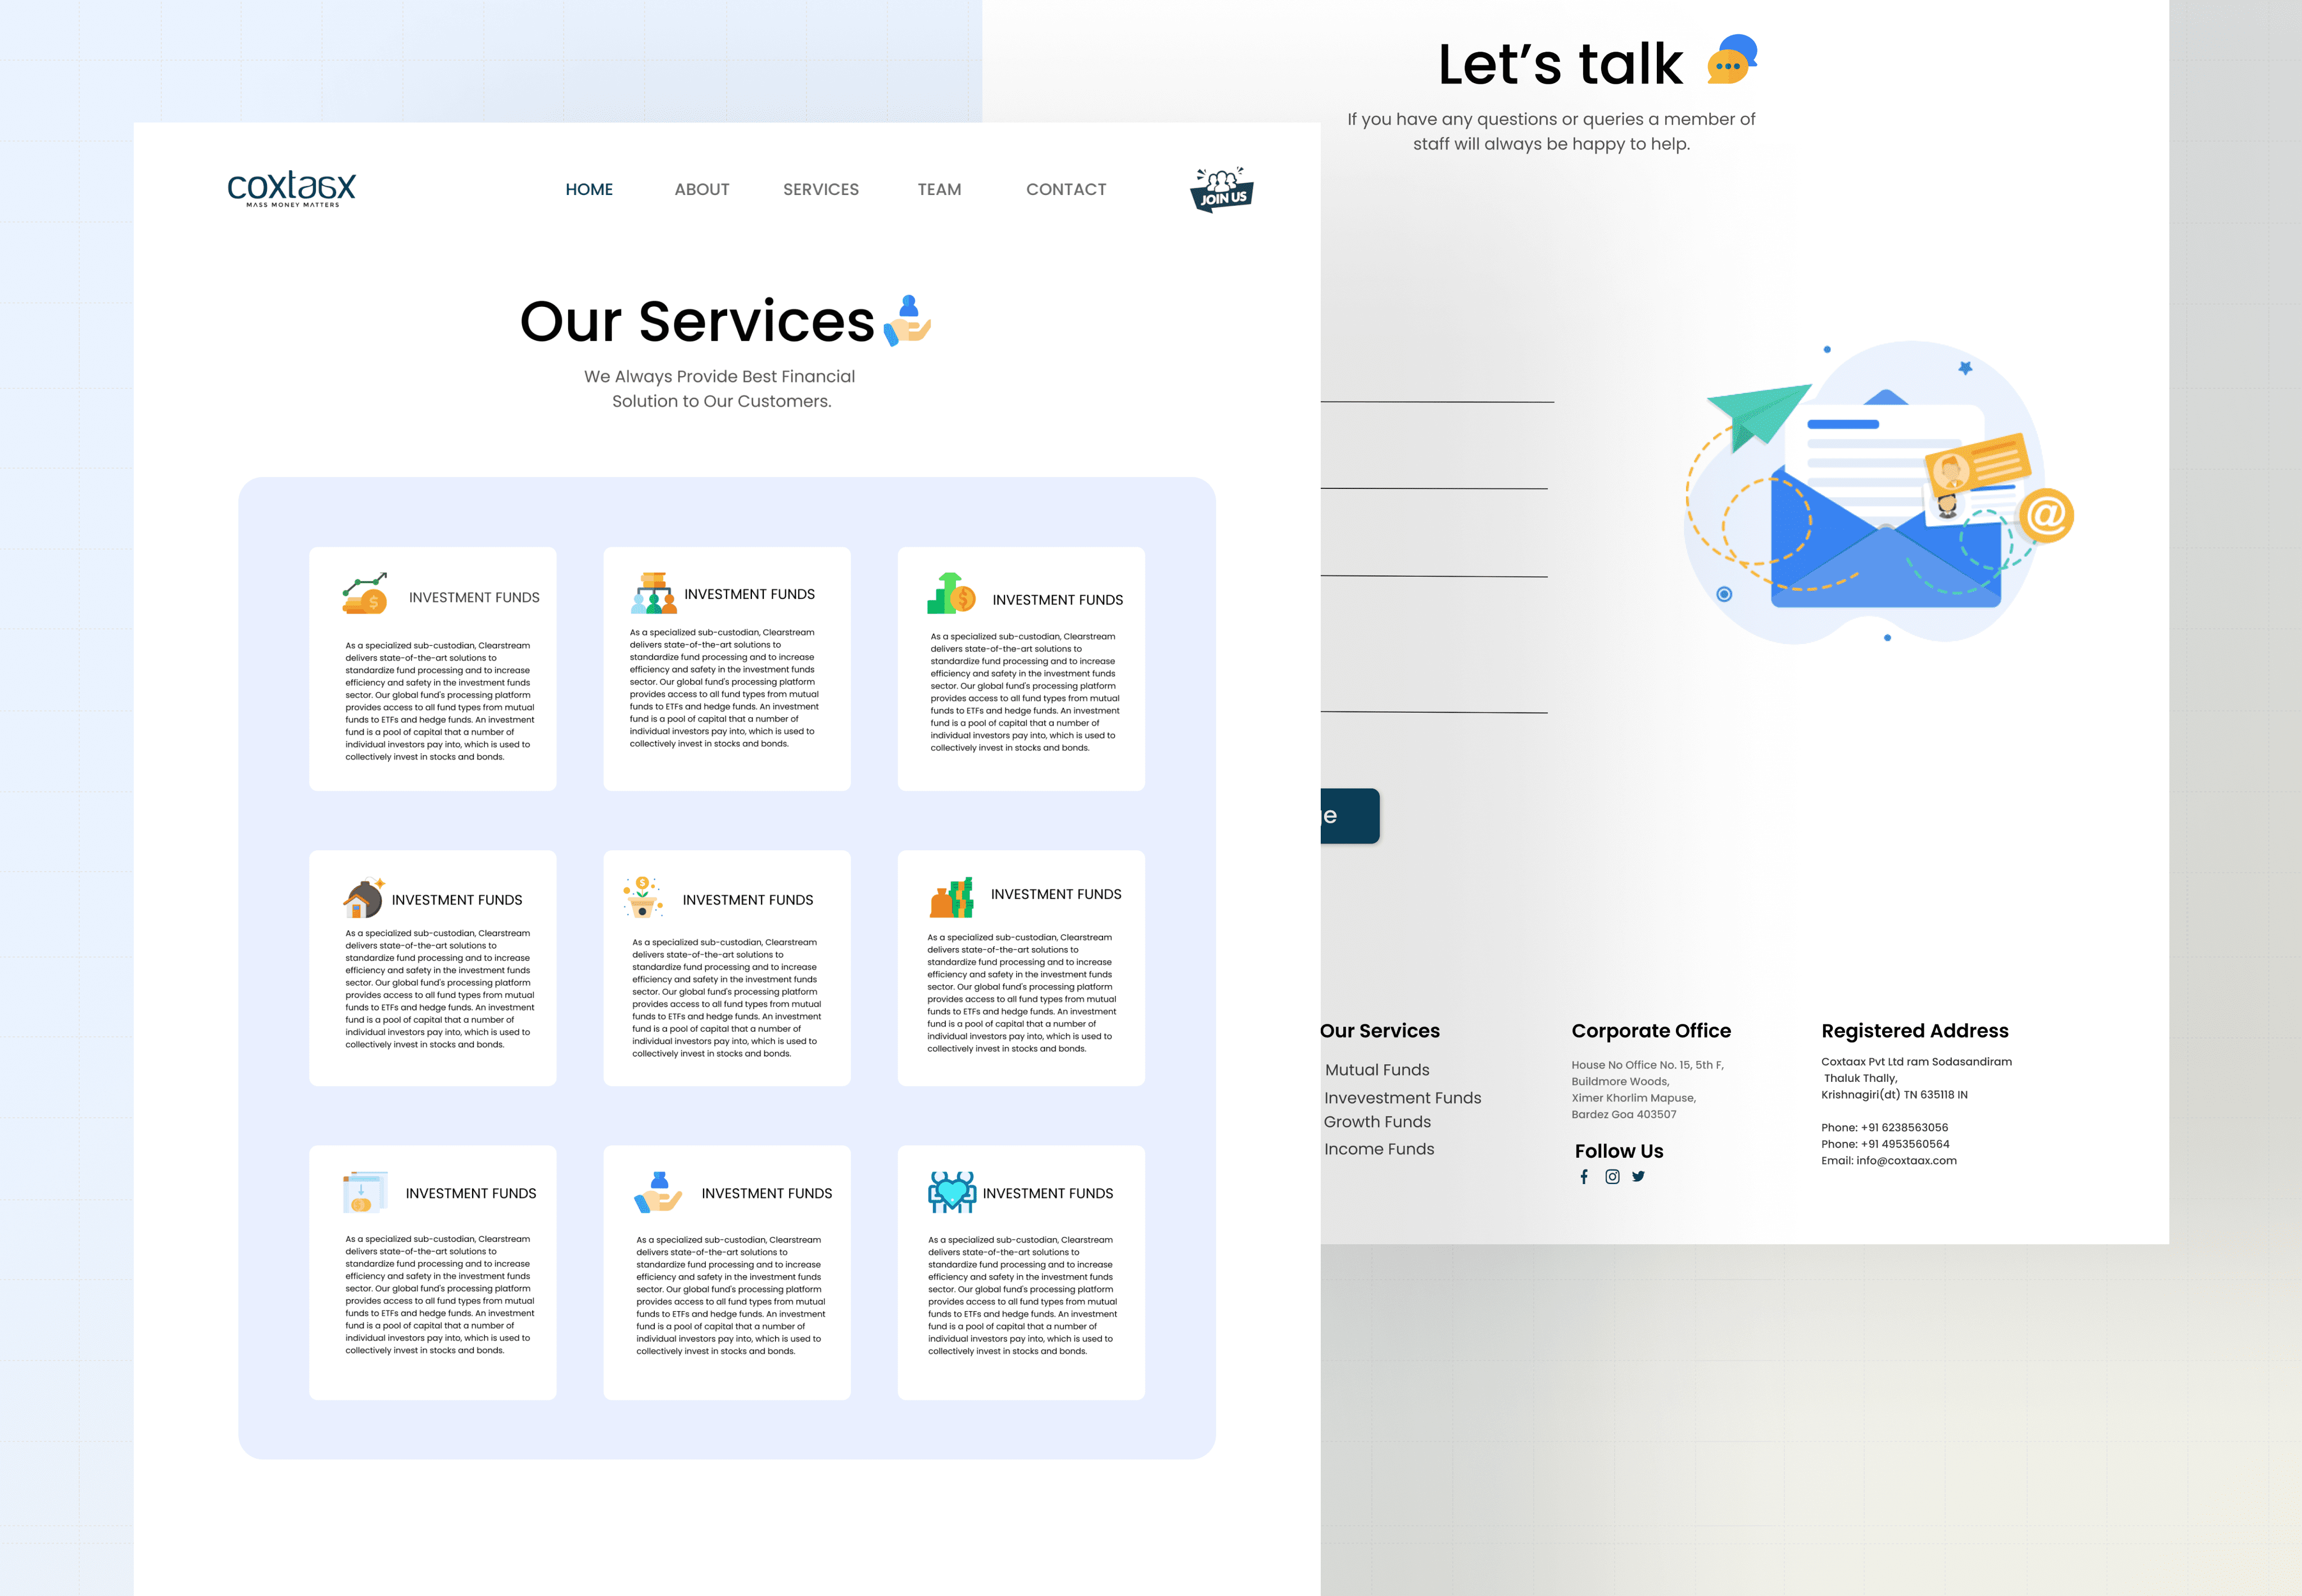 coxtaax
MASS MONEY MATTERS
HOME
ABOUT
SERVICES
TEAM
CONTACT
JOIN US
Our Services
We Always Provide Best Financial
Solution to Our Customers.
INVESTMENT FUNDS
As a specialized sub-custodian, Clearstream
delivers state-of-the-art solutions to
standardize fund processing and to increase
efficiency and safety in the investment funds
sector. Our global fund's processing platform
provides access to all fund types from mutual
funds to ETFs and hedge funds. An investment
fund is a pool of capital that a number of
individual investors pay into, which is used to
collectively invest in stocks and bonds.
INVESTMENT FUNDS
As a specialized sub-custodian, Clearstream
delivers state-of-the-art solutions to
standardize fund processing and to increase
efficiency and safety in the investment funds
sector. Our global fund's processing platform
provides access to all fund types from mutual
funds to ETFs and hedge funds. An investment
fund is a pool of capital that a number of
individual investors pay into, which is used to
collectively invest in stocks and bonds.
INVESTMENT FUNDS
As a specialized sub-custodian, Clearstream
delivers state-of-the-art solutions to
standardize fund processing and to increase
efficiency and safety in the investment funds
sector. Our global fund's processing platform
provides access to all fund types from mutual
funds to ETFs and hedge funds. An investment
fund is a pool of capital that a number of
individual investors pay into, which is used to
collectively invest in stocks and bonds.
INVESTMENT FUNDS
As a specialized sub-custodian, Clearstream
delivers state-of-the-art solutions to
standardize fund processing and to increase
efficiency and safety in the investment funds
sector. Our global fund's processing platform
provides access to all fund types from mutual
funds to ETFs and hedge funds. An investment
fund is a pool of capital that a number of
individual investors pay into, which is used to
collectively invest in stocks and bonds.
INVESTMENT FUNDS
As a specialized sub-custodian, Clearstream
delivers state-of-the-art solutions to
standardize fund processing and to increase
efficiency and safety in the investment funds
sector. Our global fund's processing platform
provides access to all fund types from mutual
funds to ETFs and hedge funds. An investment
fund is a pool of capital that a number of
individual investors pay into, which is used to
collectively invest in stocks and bonds.
INVESTMENT FUNDS
As a specialized sub-custodian, Clearstream
delivers state-of-the-art solutions to
standardize fund processing and to increase
efficiency and safety in the investment funds
sector. Our global fund's processing platform
provides access to all fund types from mutual
funds to ETFs and hedge funds. An investment
fund is a pool of capital that a number of
individual investors pay into, which is used to
collectively invest in stocks and bonds.
INVESTMENT FUNDS
As a specialized sub-custodian, Clearstream
delivers state-of-the-art solutions to
standardize fund processing and to increase
efficiency and safety in the investment funds
sector. Our global fund's processing platform
provides access to all fund types from mutual
funds to ETFs and hedge funds. An investment
fund is a pool of capital that a number of
individual investors pay into, which is used to
collectively invest in stocks and bonds.
INVESTMENT FUNDS
As a specialized sub-custodian, Clearstream
delivers state-of-the-art solutions to
standardize fund processing and to increase
efficiency and safety in the investment funds
sector. Our global fund's processing platform
provides access to all fund types from mutual
funds to ETFs and hedge funds. An investment
fund is a pool of capital that a number of
individual investors pay into, which is used to
collectively invest in stocks and bonds.
INVESTMENT FUNDS
As a specialized sub-custodian, Clearstream
delivers state-of-the-art solutions to
standardize fund processing and to increase
efficiency and safety in the investment funds
sector. Our global fund's processing platform
provides access to all fund types from mutual
funds to ETFs and hedge funds. An investment
fund is a pool of capital that a number of
individual investors pay into, which is used to
collectively invest in stocks and bonds.
Let’s talk
If you have any questions or queries a member of
staff will always be happy to help.
@
Our Services
Mutual Funds
Invevestment Funds
Growth Funds
Income Funds
Corporate Office
House No Office No. 15, 5th F,
Buildmore Woods,
Ximer Khorlim Mapuse,
Bardez Goa 403507
Follow Us
Registered Address
Coxtaax Pvt Ltd ram Sodasandiram
Thaluk Thally,
Krishnagiri(dt) TN 635118 IN
Phone: +91 6238563056
Phone: +91 4953560564
Email: info@coxtaax.com